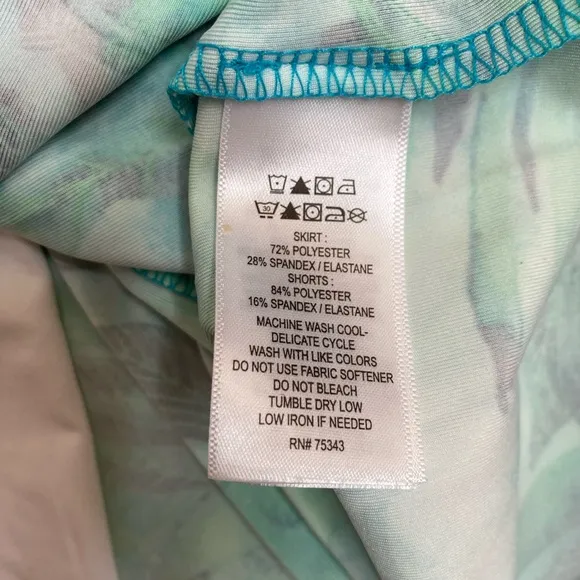 30
SKIRT :
72% POLYESTER
28% SPANDEX / ELASTANE
SHORTS :
84% POLYESTER
16% SPANDEX / ELASTANE
MACHINE WASH COOL-
DELICATE CYCLE
WASH WITH LIKE COLORS
DO NOT USE FABRIC SOFTENER
DO NOT BLEACH
TUMBLE DRY LOW
LOW IRON IF NEEDED
RN# 75343